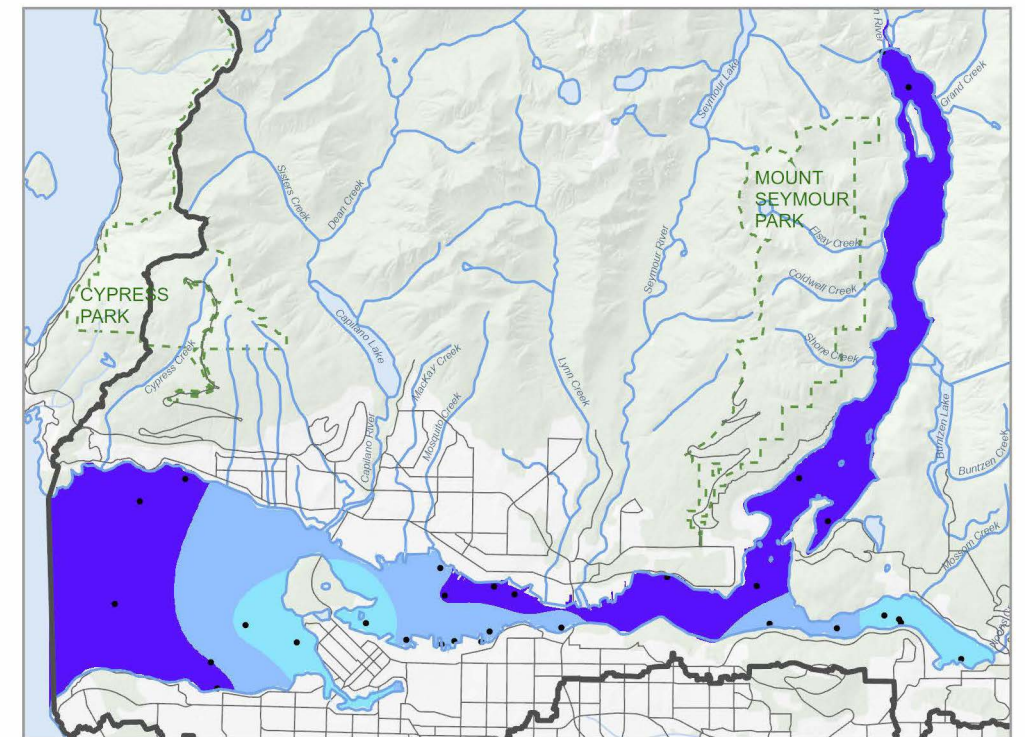 Grand Creek
Seymour Lake
MOUNT
SEYMOUR
PARK
Sisters Creek
Dean Creek
Elsay Creek
Seymour River
Coldwell Creek
CYPRESS
PARK
Capilano Lake
Shone Creek
Cypress Creek
MacKay Creek
Lynn Creek
Mosquito Creek
Buntzen Lake
Capilano River
Buntzen Creek
Mossom Creek